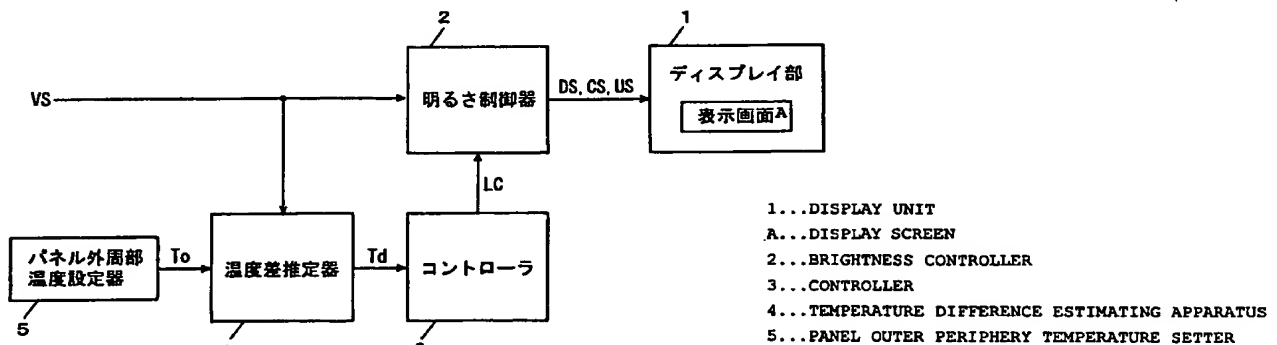 2
1
VS
明るさ制御器
DS, CS, US
ディスプレイ部
表示画面A
LC
パネル外周部
温度設定器
To
温度差推定器
Td
コントローラ
5
1...DISPLAY UNIT
A...DISPLAY SCREEN
2...BRIGHTNESS CONTROLLER
3...CONTROLLER
4...TEMPERATURE DIFFERENCE ESTIMATING APPARATUS
5...PANEL OUTER PERIPHERY TEMPERATURE SETTER